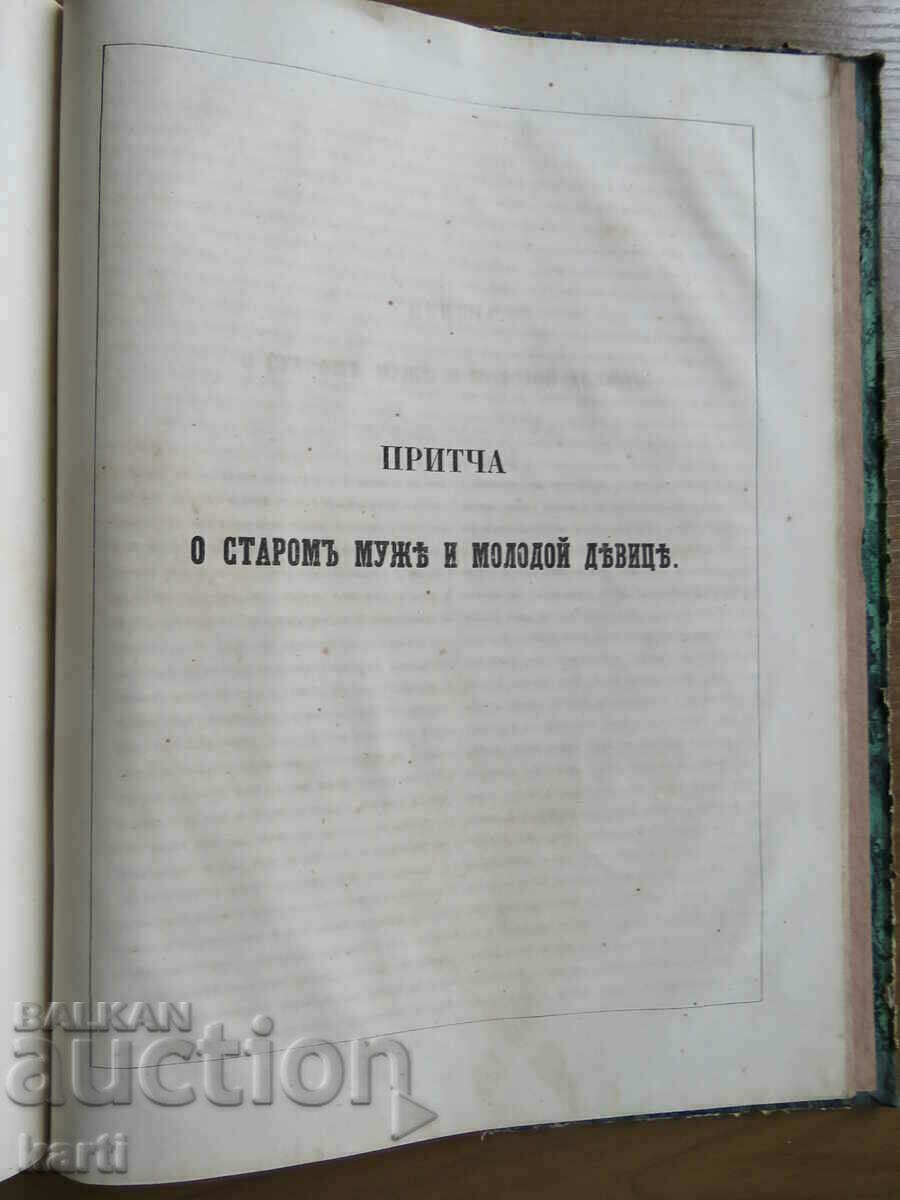 ПРИТЧА
О СТАРОМЪ МУЖѢ И МОЛОДОЙ ДѢВИЦѢ.
BALKAN
auction
karti